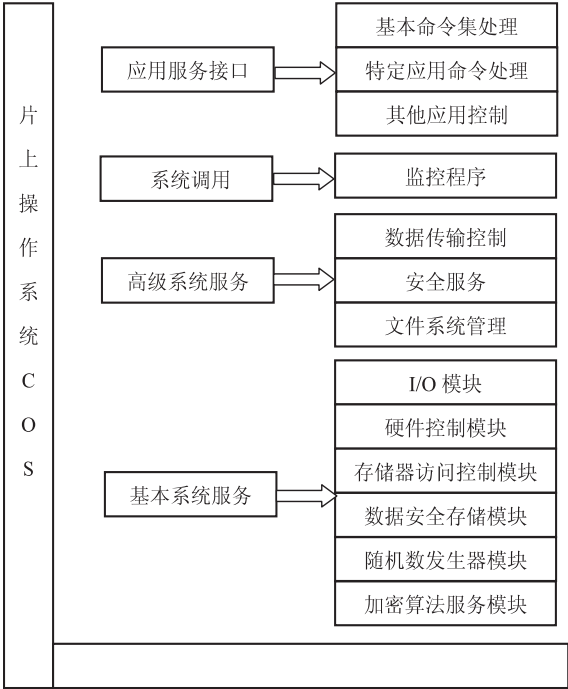 片上操作系统COS
应用服务接口
基本命令集处理
特定应用命令处理
其他应用控制
系统调用
监控程序
高级系统服务
数据传输控制
安全服务
文件系统管理
基本系统服务
I/O 模块
硬件控制模块
存储器访问控制模块
数据安全存储模块
随机数发生器模块
加密算法服务模块